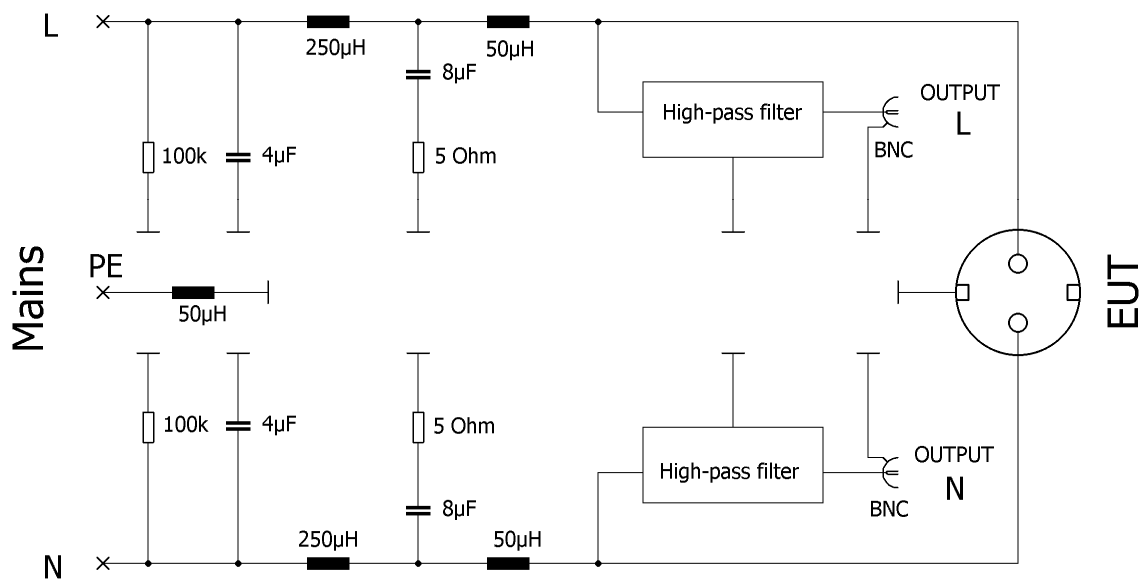 L
250µH
50µH
8µF
OUTPUT
L
High-pass filter
100k
4µF
5 Ohm
BNC
Mains
PE
50µH
EUT
100k
4µF
5 Ohm
OUTPUT
N
High-pass filter
8µF
BNC
250µH
50µH
N